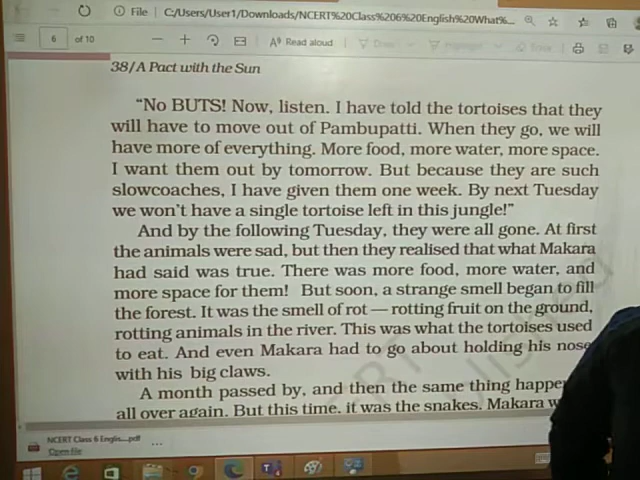 File | C:/Users/User1/Downloads/NCERT%20Class%206%20English%20What%...
6 of 10 Read aloud Draw Highlight Erase
38/A Pact with the Sun
"No BUTS! Now, listen. I have told the tortoises that they
will have to move out of Pambupatti. When they go, we will
have more of everything. More food, more water, more space.
I want them out by tomorrow. But because they are such
slowcoaches, I have given them one week. By next Tuesday
we won't have a single tortoise left in this jungle!"
And by the following Tuesday, they were all gone. At first
the animals were sad, but then they realised that what Makara
had said was true. There was more food, more water, and
more space for them! But soon, a strange smell began to fill
the forest. It was the smell of rot — rotting fruit on the ground,
rotting animals in the river. This was what the tortoises used
to eat. And even Makara had to go about holding his nose
with his big claws.
A month passed by, and then the same thing happe
all over again. But this time, it was the snakes. Makara w
NCERT Class 6 Englis....pdf
Open file